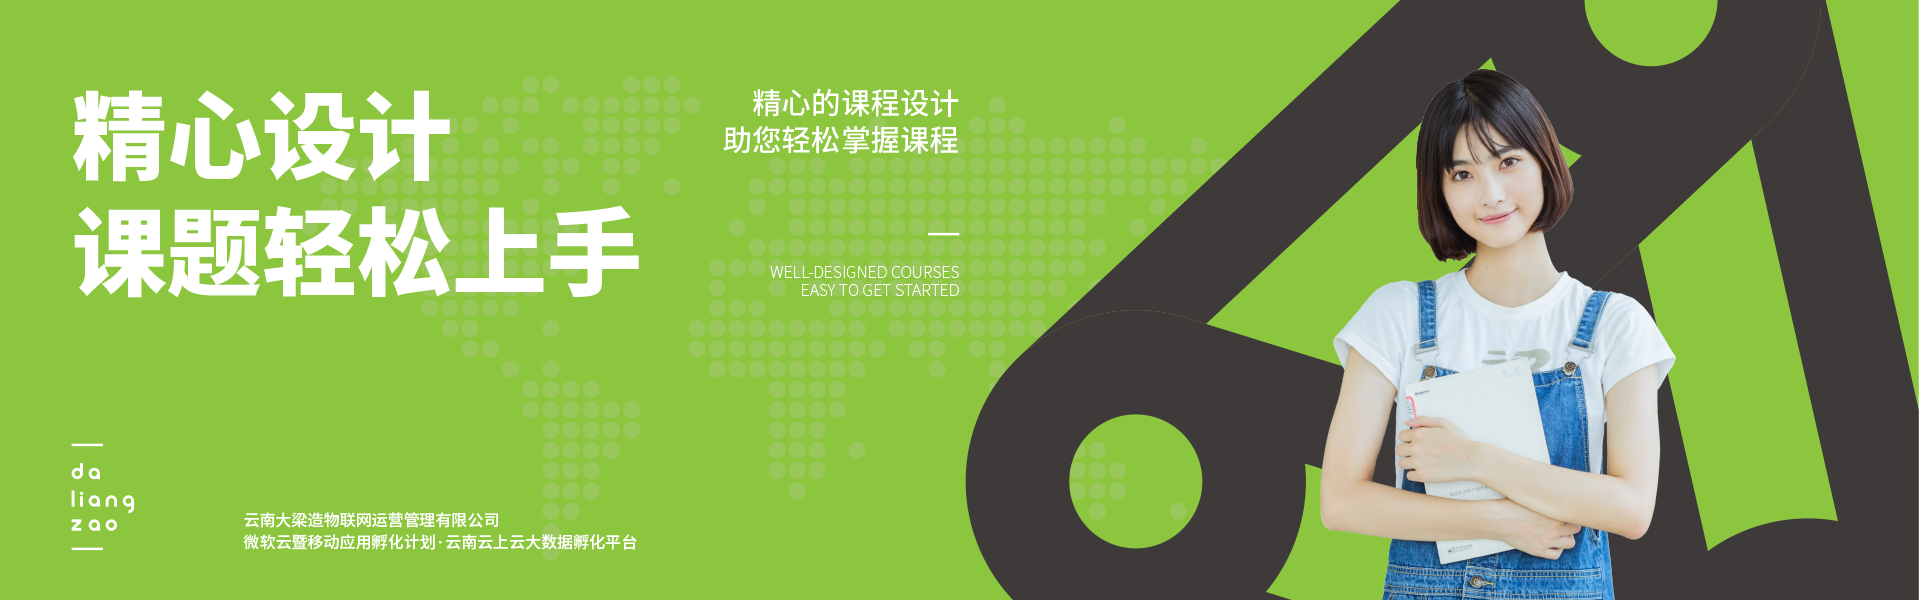 精心设计
课题轻松上手
精心的课程设计
助您轻松掌握课程
WELL-DESIGNED COURSES
EASY TO GET STARTED
da
liang
zao
云南大梁造物联网运营管理有限公司
微软云暨移动应用孵化计划·云南云上云大数据孵化平台